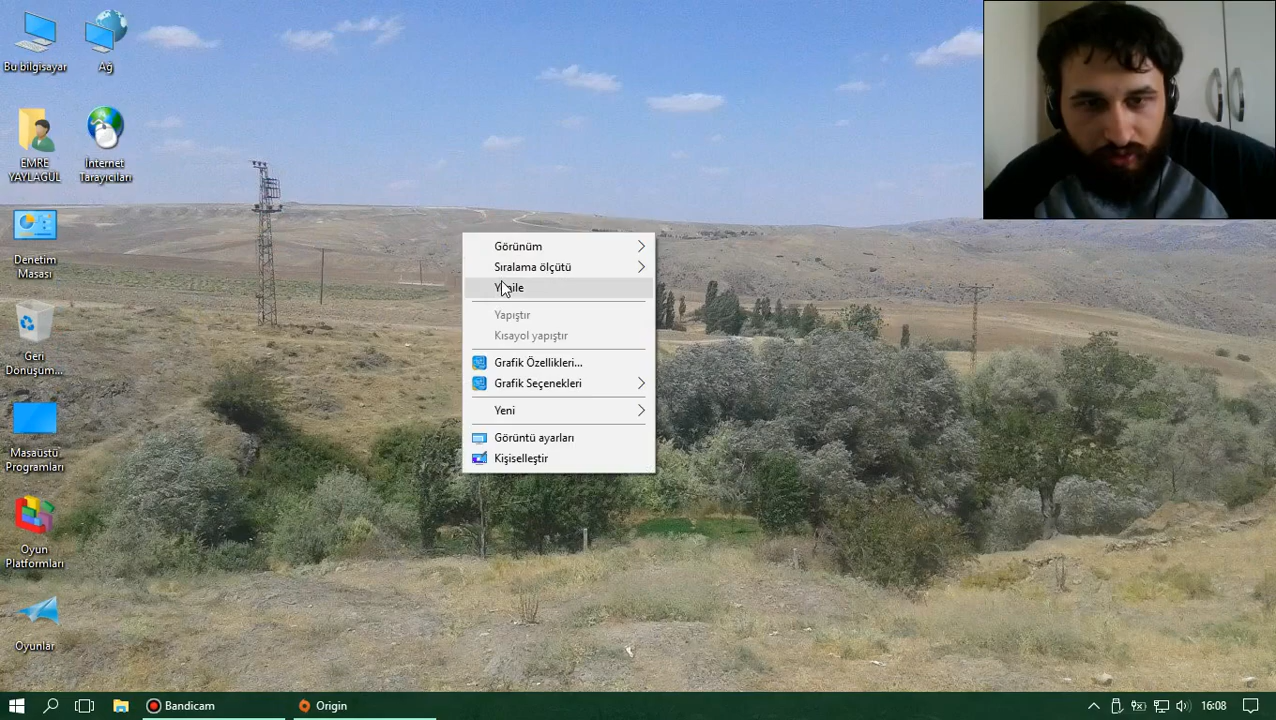 Bu bilgisayar
Ağ
EMRE
YAYLAGÜL
İnternet
Tarayıcıları
Denetim
Masası
Geri
Dönüşüm...
Masaüstü
Programları
Oyun
Platformları
Oyunlar
Görünüm
Sıralama ölçütü
Yenile
Yapıştır
Kısayol yapıştır
Grafik Özellikleri...
Grafik Seçenekleri
Yeni
Görüntü ayarları
Kişiselleştir
Bandicam
Origin
16:08